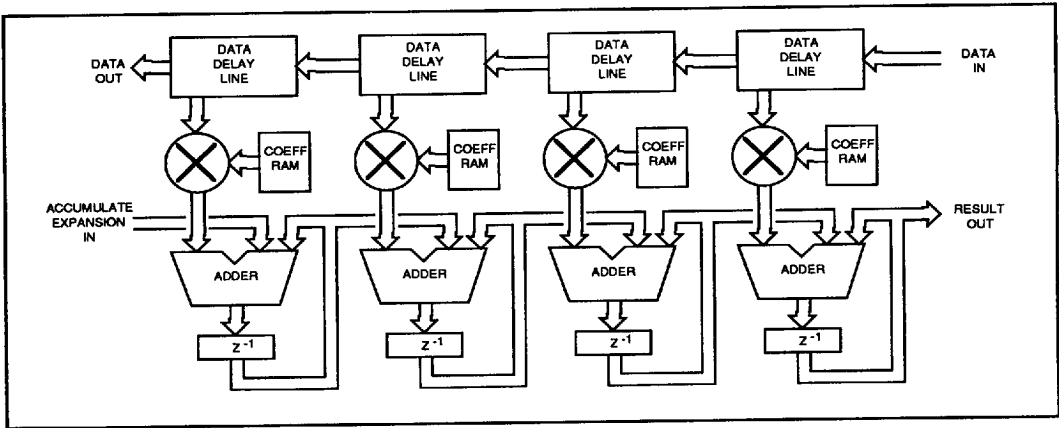 DATA
OUT
DATA
DELAY
LINE
DATA
DELAY
LINE
DATA
DELAY
LINE
DATA
DELAY
LINE
DATA
IN
COEFF
RAM
COEFF
RAM
COEFF
RAM
COEFF
RAM
ACCUMULATE
EXPANSION
IN
RESULT
OUT
ADDER
ADDER
ADDER
ADDER
Z -1
Z -1
Z -1
Z -1